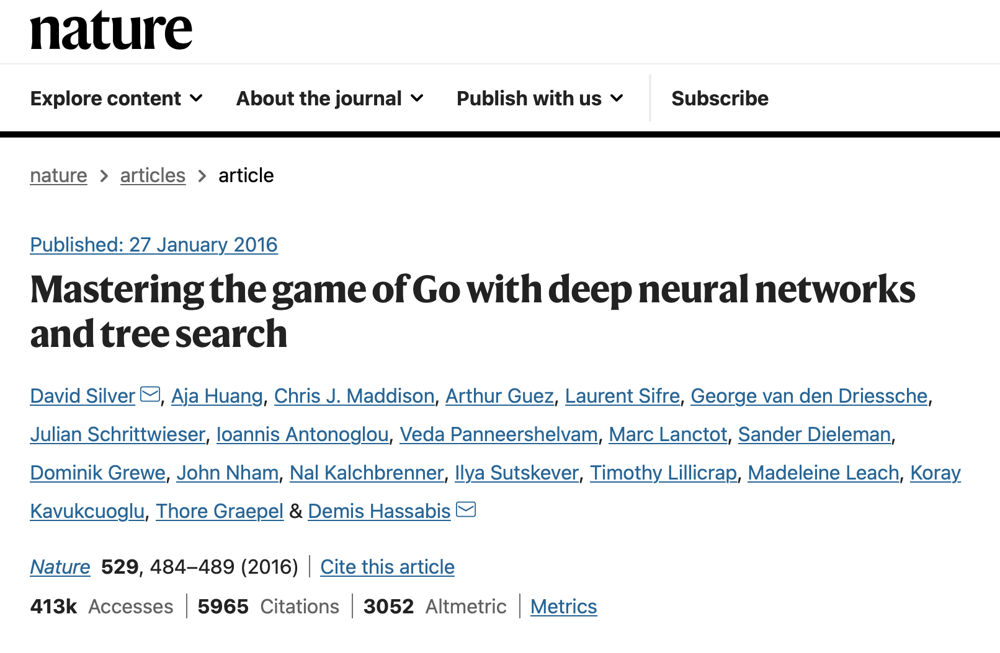 nature
Explore content About the journal Publish with us Subscribe
nature > articles > article
Published: 27 January 2016
Mastering the game of Go with deep neural networks
and tree search
David Silver, Aja Huang, Chris J. Maddison, Arthur Guez, Laurent Sifre, George van den Driessche,
Julian Schrittwieser, Ioannis Antonoglou, Veda Panneershelvam, Marc Lanctot, Sander Dieleman,
Dominik Grewe, John Nham, Nal Kalchbrenner, Ilya Sutskever, Timothy Lillicrap, Madeleine Leach, Koray
Kavukcuoglu, Thore Graepel & Demis Hassabis
Nature 529, 484–489 (2016) | Cite this article
413k Accesses | 5965 Citations | 3052 Altmetric | Metrics